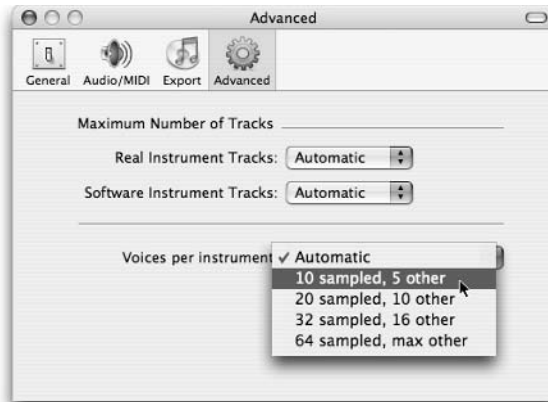 Advanced
General Audio/MIDI Export Advanced
Maximum Number of Tracks
Real Instrument Tracks: Automatic
Software Instrument Tracks: Automatic
Voices per instrument ✓ Automatic
10 sampled, 5 other
20 sampled, 10 other
32 sampled, 16 other
64 sampled, max other